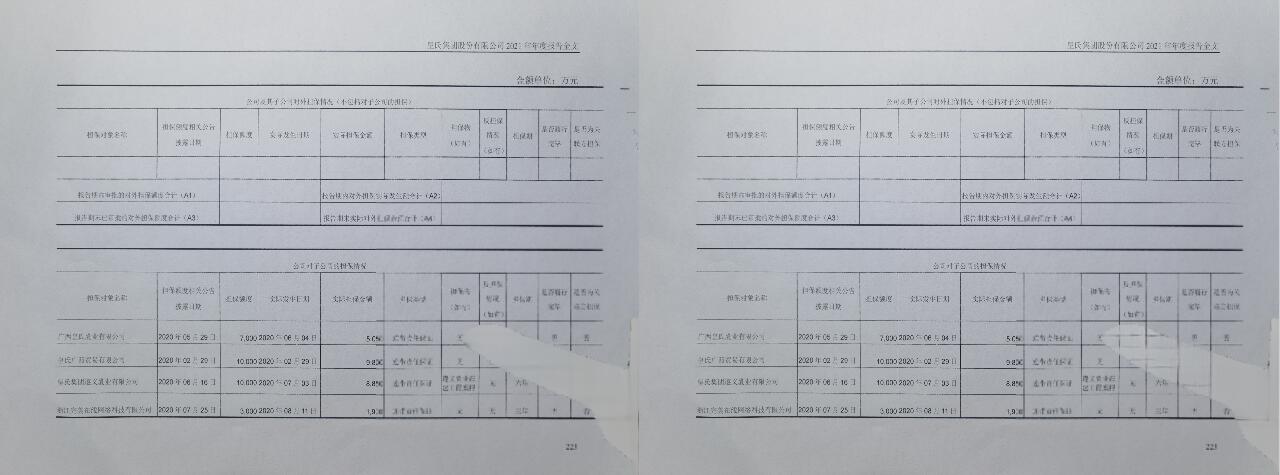 皇氏集团股份有限公司 2021 年年度报告全文
金额单位：万元
公司及其子公司对外担保情况（不包括对子公司的担保）
担保对象名称 担保额度相关公告披露日期 担保额度 实际发生日期 实际担保金额 担保类型 担保物（如有） 反担保情况（如有） 担保期 是否履行完毕 是否为关联方担保
报告期内审批的对外担保额度合计（A1） 报告期内对外担保实际发生额合计（A2）
报告期末已审批的对外担保额度合计（A3） 报告期末实际对外担保余额合计（A4）
公司对子公司的担保情况
担保对象名称 担保额度相关公告披露日期 担保额度 实际发生日期 实际担保金额 担保类型 担保物（如有） 反担保情况（如有） 担保期 是否履行完毕 是否为关联方担保
广西皇氏乳业有限公司 2020 年 05 月 29 日 7,000 2020 年 06 月 04 日 5,050 连带责任保证 无 否 否
皇氏广西贸易有限公司 2020 年 02 月 29 日 10,000 2020 年 02 月 29 日 9,800 连带责任保证 无
皇氏集团遵义乳业有限公司 2020 年 06 月 16 日 10,000 2020 年 07 月 03 日 8,850 连带责任保证 无 六年
浙江完美在线网络科技有限公司 2020 年 07 月 25 日 3,000 2020 年 08 月 11 日 1,900 连带责任保证 无 无 三年 否
221
皇氏集团股份有限公司 2021 年年度报告全文
金额单位：万元
公司及其子公司对外担保情况（不包括对子公司的担保）
担保对象名称 担保额度相关公告披露日期 担保额度 实际发生日期 实际担保金额 担保类型 担保物（如有） 反担保情况（如有） 担保期 是否履行完毕 是否为关联方担保
报告期内审批的对外担保额度合计（A1） 报告期内对外担保实际发生额合计（A2）
报告期末已审批的对外担保额度合计（A3） 报告期末实际对外担保余额合计（A4）
公司对子公司的担保情况
担保对象名称 担保额度相关公告披露日期 担保额度 实际发生日期 实际担保金额 担保类型 担保物（如有） 反担保情况（如有） 担保期 是否履行完毕 是否为关联方担保
广西皇氏乳业有限公司 2020 年 05 月 29 日 7,000 2020 年 06 月 04 日 5,050 连带责任保证 无 否 否
皇氏广西贸易有限公司 2020 年 02 月 29 日 10,000 2020 年 02 月 29 日 9,800 连带责任保证 无
皇氏集团遵义乳业有限公司 2020 年 06 月 16 日 10,000 2020 年 07 月 03 日 8,850 连带责任保证 无 六年
浙江完美在线网络科技有限公司 2020 年 07 月 25 日 3,000 2020 年 08 月 11 日 1,900 连带责任保证 无 无 三年 否
221